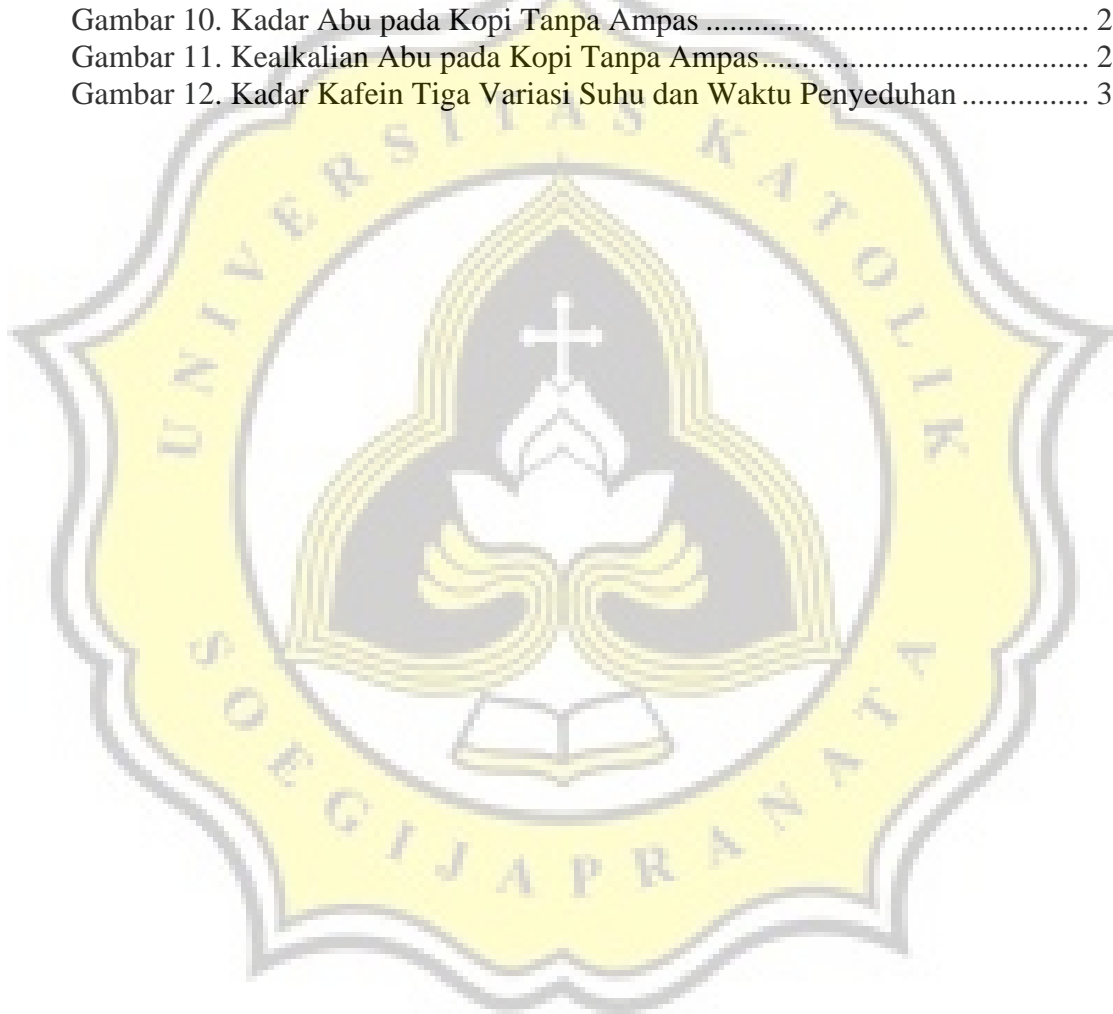 Gambar 10. Kadar Abu pada Kopi Tanpa Ampas ........................................... 2
Gambar 11. Kealkalian Abu pada Kopi Tanpa Ampas .................................... 2
Gambar 12. Kadar Kafein Tiga Variasi Suhu dan Waktu Penyeduhan ............... 3
UNIVERSITAS KATOLIK
SOEGIJAPRANATA